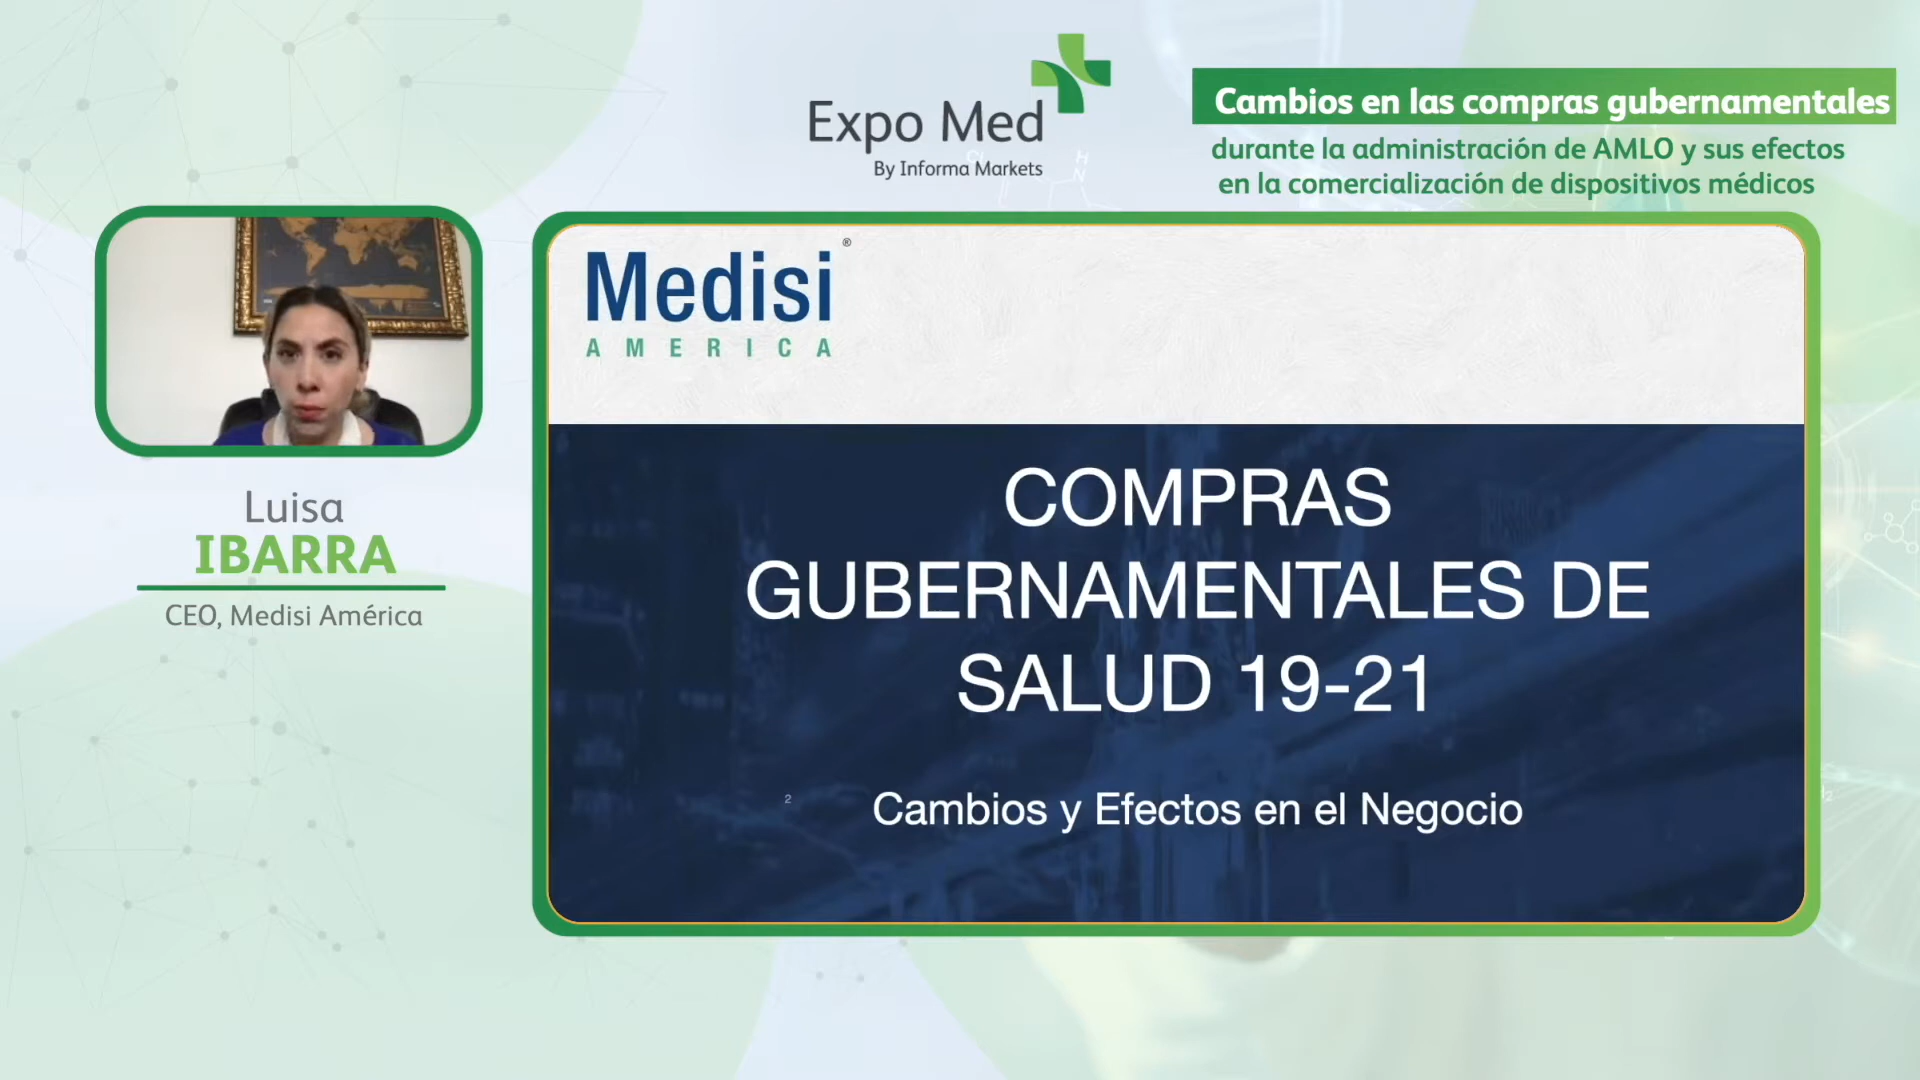 Expo Med
By Informa Markets
Cambios en las compras gubernamentales
durante la administración de AMLO y sus efectos
en la comercialización de dispositivos médicos
Luisa
IBARRA
CEO, Medisi América
Medisi®
AMERICA
COMPRAS
GUBERNAMENTALES DE
SALUD 19-21
2
Cambios y Efectos en el Negocio